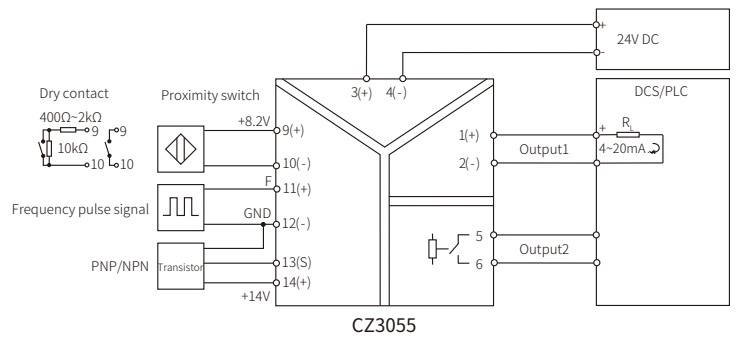 24V DC
+
-
3(+) 4(-)
DCS/PLC
Dry contact
Proximity switch
400Ω~2kΩ
9 9
10kΩ
10 10
+8.2V
9(+)
10(-)
1(+)
2(-)
Output1
+
RL
4~20mA
F
11(+)
Frequency pulse signal
GND
12(-)
5
6
Output2
PNP/NPN
Transistor
13(S)
14(+)
+14V
CZ3055